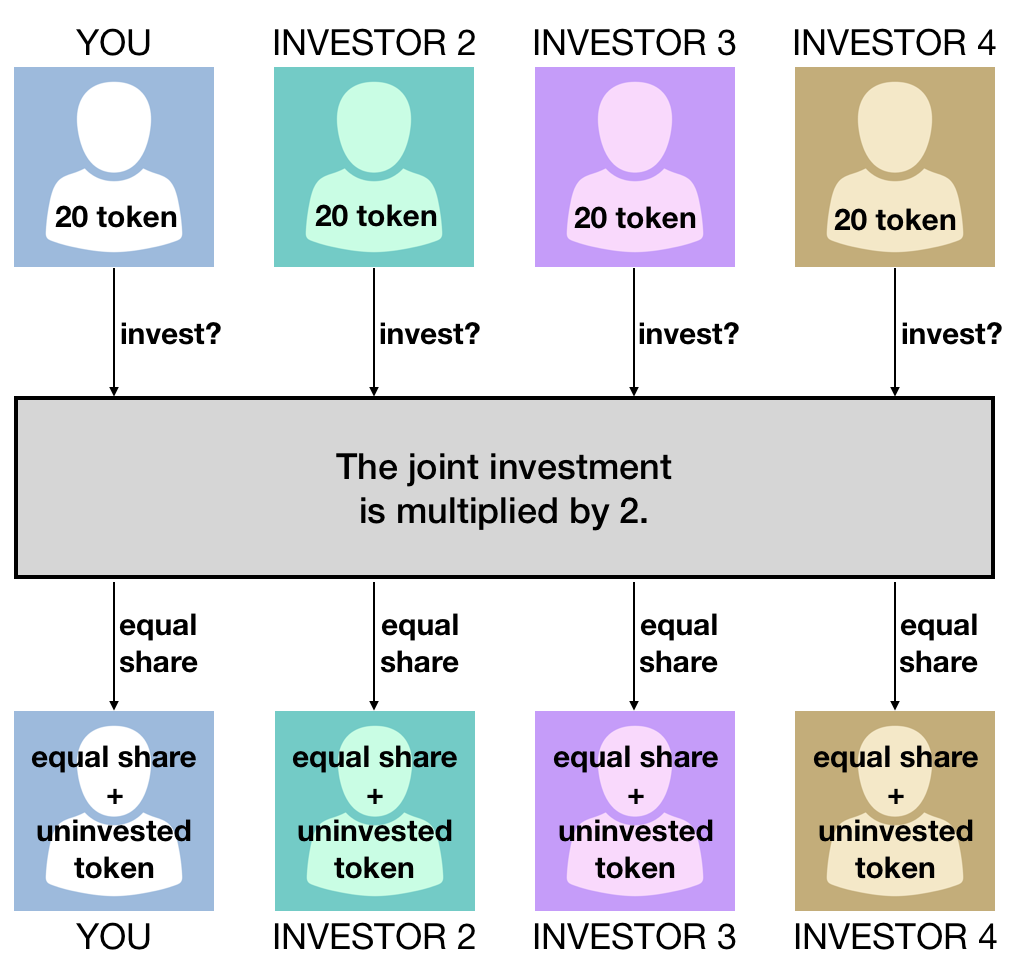 YOU
INVESTOR 2
INVESTOR 3
INVESTOR 4
20 token
20 token
20 token
20 token
invest?
invest?
invest?
invest?
The joint investment
is multiplied by 2.
equal
share
equal
share
equal
share
equal
share
equal share
+
uninvested
token
equal share
+
uninvested
token
equal share
+
uninvested
token
equal share
+
uninvested
token
YOU
INVESTOR 2
INVESTOR 3
INVESTOR 4